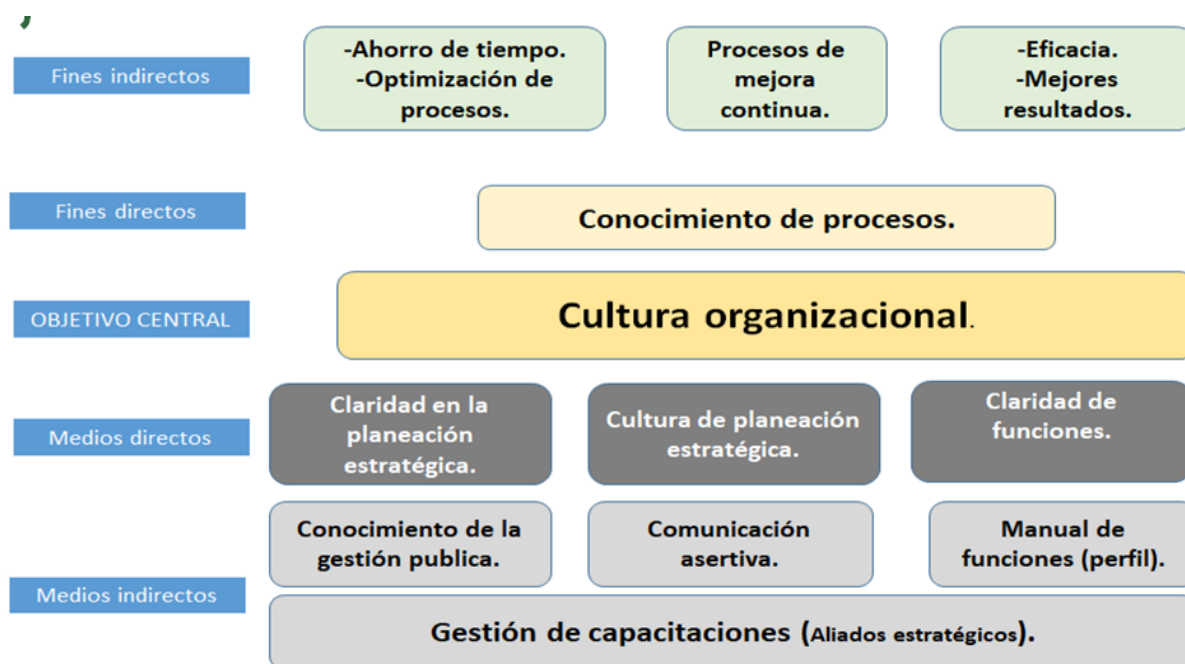 Fines indirectos
-Ahorro de tiempo.
-Optimización de
procesos.
Procesos de
mejora
continua.
-Eficacia.
-Mejores
resultados.
Fines directos
Conocimiento de procesos.
OBJETIVO CENTRAL
Cultura organizacional.
Medios directos
Claridad en la
planeación
estratégica.
Cultura de planeación
estratégica.
Claridad de
funciones.
Medios indirectos
Conocimiento de la
gestión publica.
Comunicación
asertiva.
Manual de
funciones (perfil).
Gestión de capacitaciones (Aliados estratégicos).